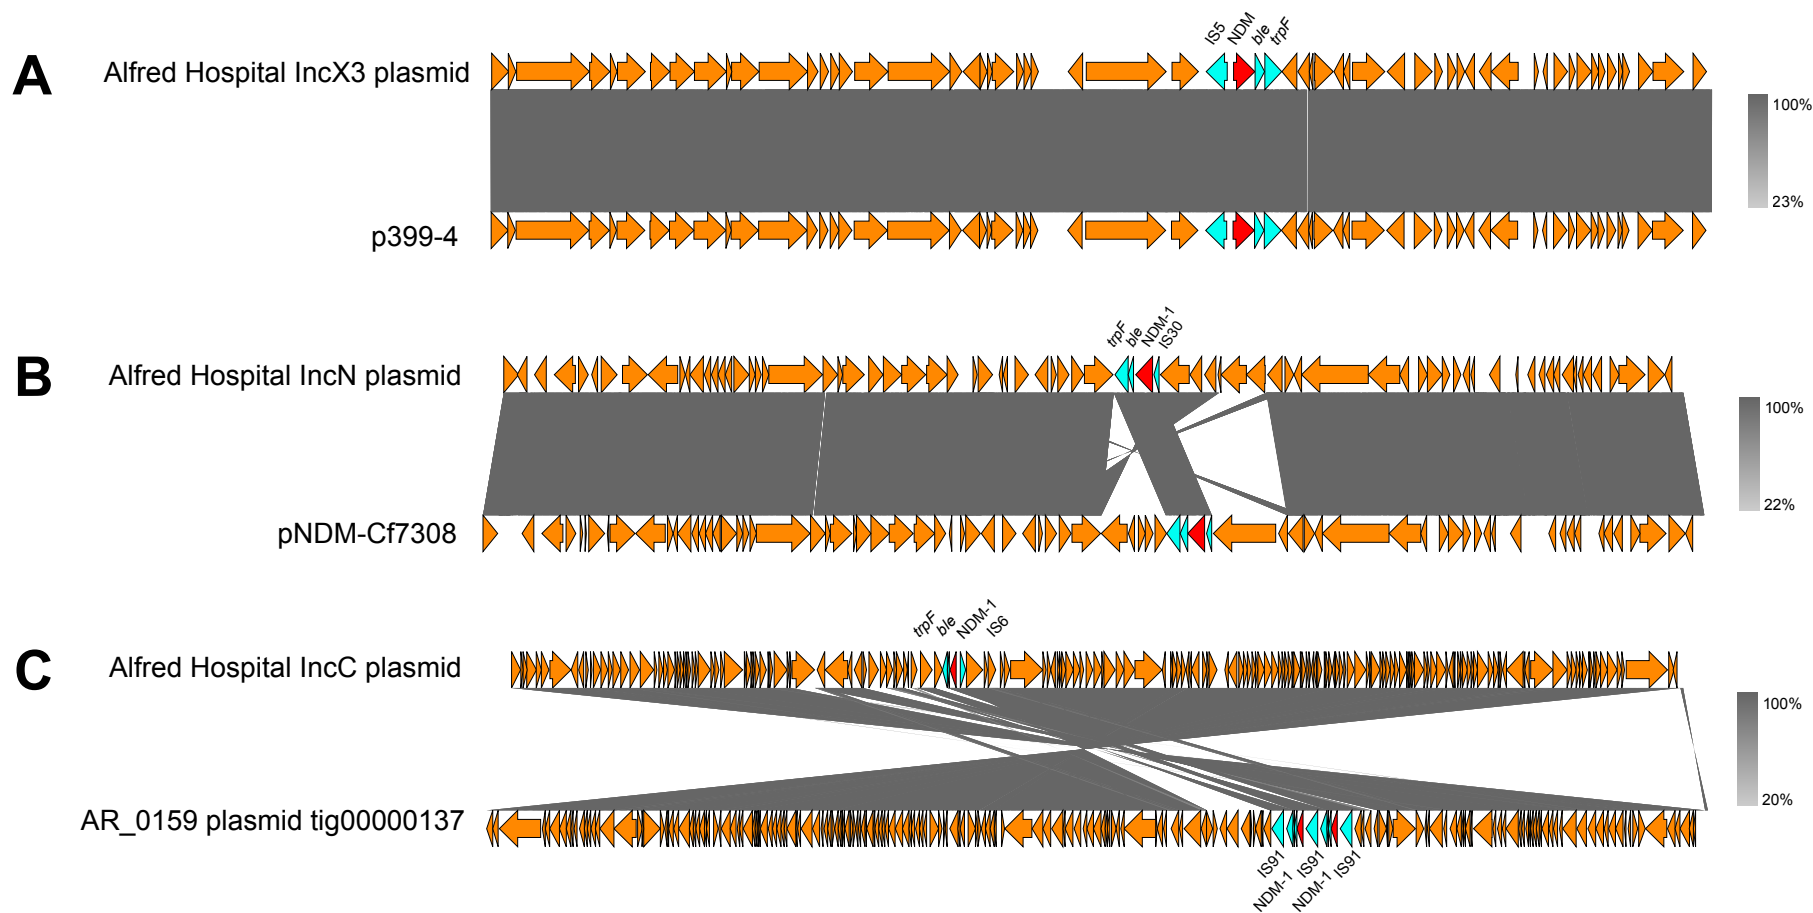 IS5 NDM ble trpF
A Alfred Hospital IncX3 plasmid
100%
23%
p399-4
trpF ble NDM-1 IS30
B Alfred Hospital IncN plasmid
100%
22%
pNDM-Cf7308
trpF ble NDM-1 IS6
C Alfred Hospital IncC plasmid
100%
20%
AR_0159 plasmid tig00000137
IS91 IS91 IS91
NDM-1 NDM-1